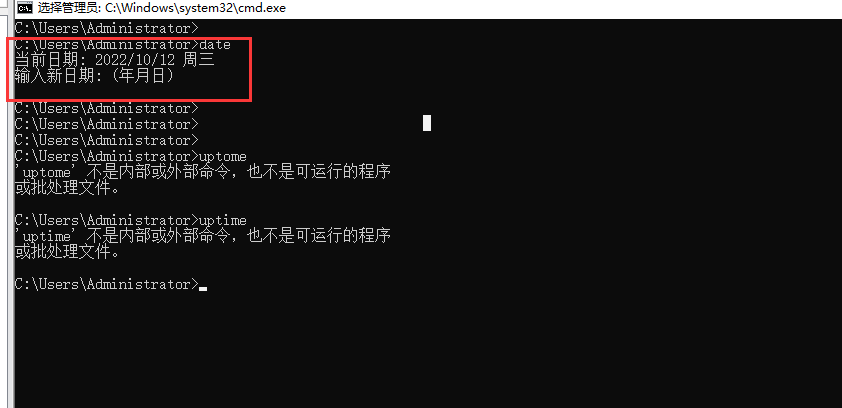 选择管理员: C:\Windows\system32\cmd.exe
C:\Users\Administrator>
C:\Users\Administrator>date
当前日期: 2022/10/12 周三
输入新日期: (年月日)
C:\Users\Administrator>
C:\Users\Administrator>
C:\Users\Administrator>
C:\Users\Administrator>uptome
'uptome' 不是内部或外部命令，也不是可运行的程序
或批处理文件。
C:\Users\Administrator>uptime
'uptime' 不是内部或外部命令，也不是可运行的程序
或批处理文件。
C:\Users\Administrator>